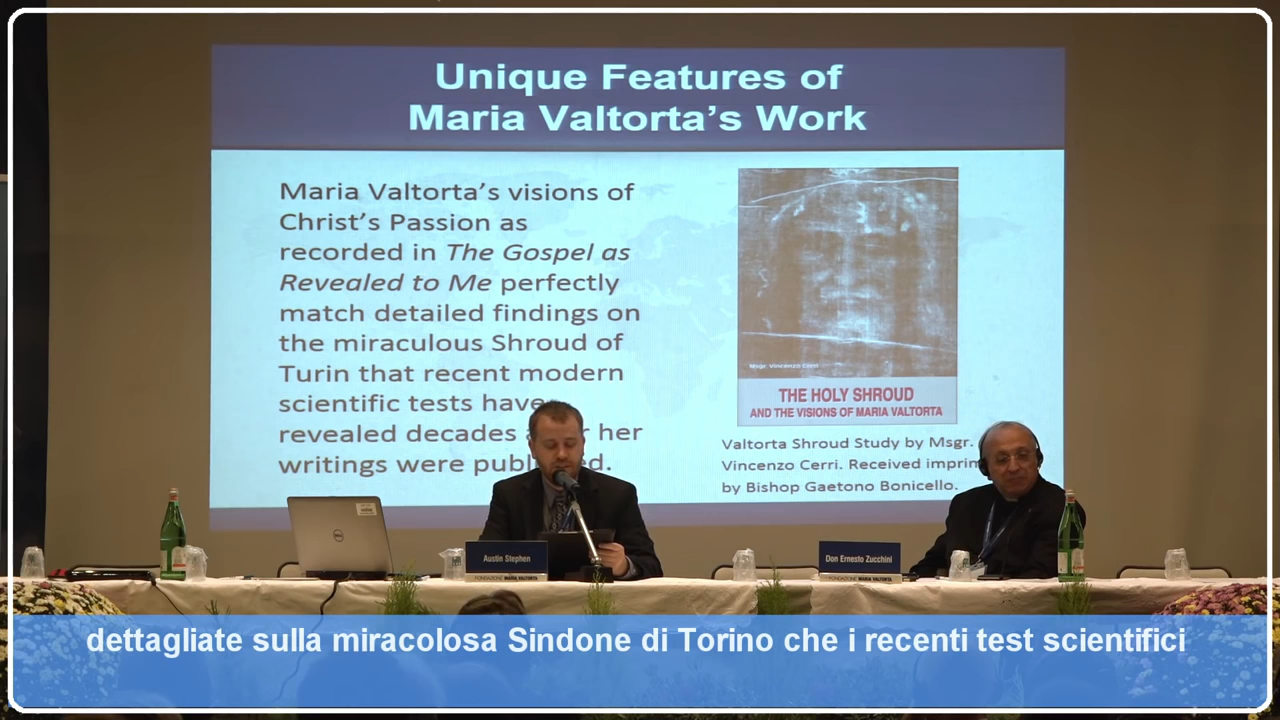 Unique Features of
Maria Valtorta's Work
Maria Valtorta's visions of
Christ's Passion as
recorded in The Gospel as
Revealed to Me perfectly
match detailed findings on
the miraculous Shroud of
Turin that recent modern
scientific tests have
revealed decades her
writings were
Msgr. Vincenzo Cerri
THE HOLY SHROUD
AND THE VISIONS OF MARIA VALTORTA
Valtorta Shroud Study by Msgr.
Vincenzo Cerri. Received
by Bishop Gaetono Bonicello.
DELL
Austin Stephen
FONDAZIONE MARIA VALTORTA
Don Ernesto Zucchini
FONDAZIONE MARIA VALTORTA
dettagliate sulla miracolosa Sindone di Torino che i recenti test scientifici